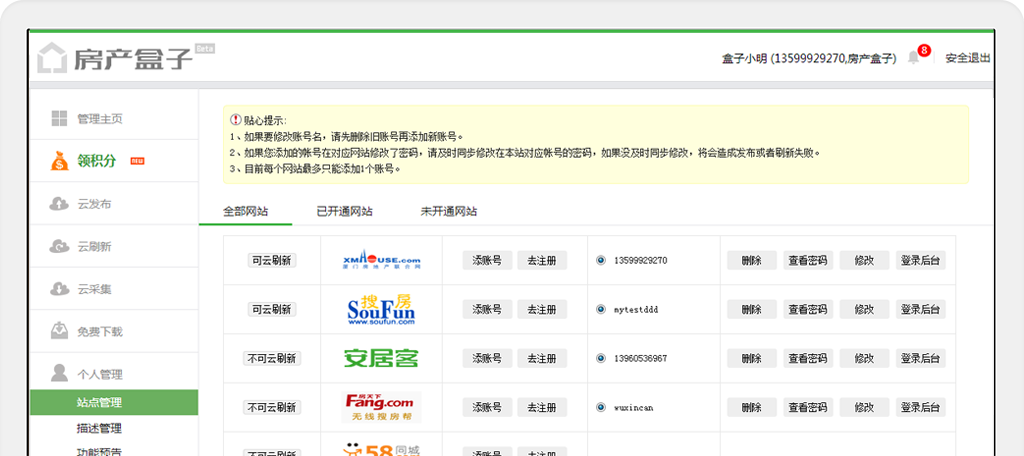 房产盒子 Beta
盒子小明 (13599929270,房产盒子) 8 安全退出
管理主页
领积分 NEW
云发布
云刷新
云采集
免费下载
个人管理
站点管理
描述管理
功能预告
贴心提示:
1、如果要修改账号名，请先删除旧账号再添加新账号。
2、如果您添加的帐号在对应网站修改了密码，请及时同步修改在本站对应帐号的密码，如果没及时同步修改，将会造成发布或者刷新失败。
3、目前每个网站最多只能添加1个账号。
全部网站 已开通网站 未开通网站
可云刷新 XMHOUSE.com 添账号 去注册 13599929270 删除 查看密码 修改 登录后台
厦门房地产联合网
可云刷新 搜房 SouFun 添账号 去注册 mytestddd 删除 查看密码 修改 登录后台
www.soufun.com
不可云刷新 安居客 添账号 去注册 13960536967 删除 查看密码 修改 登录后台
房天下
不可云刷新 Fang.com 添账号 去注册 wuxincan 删除 查看密码 修改 登录后台
无线搜房帮
不可云刷新 58同城 添账号 去注册